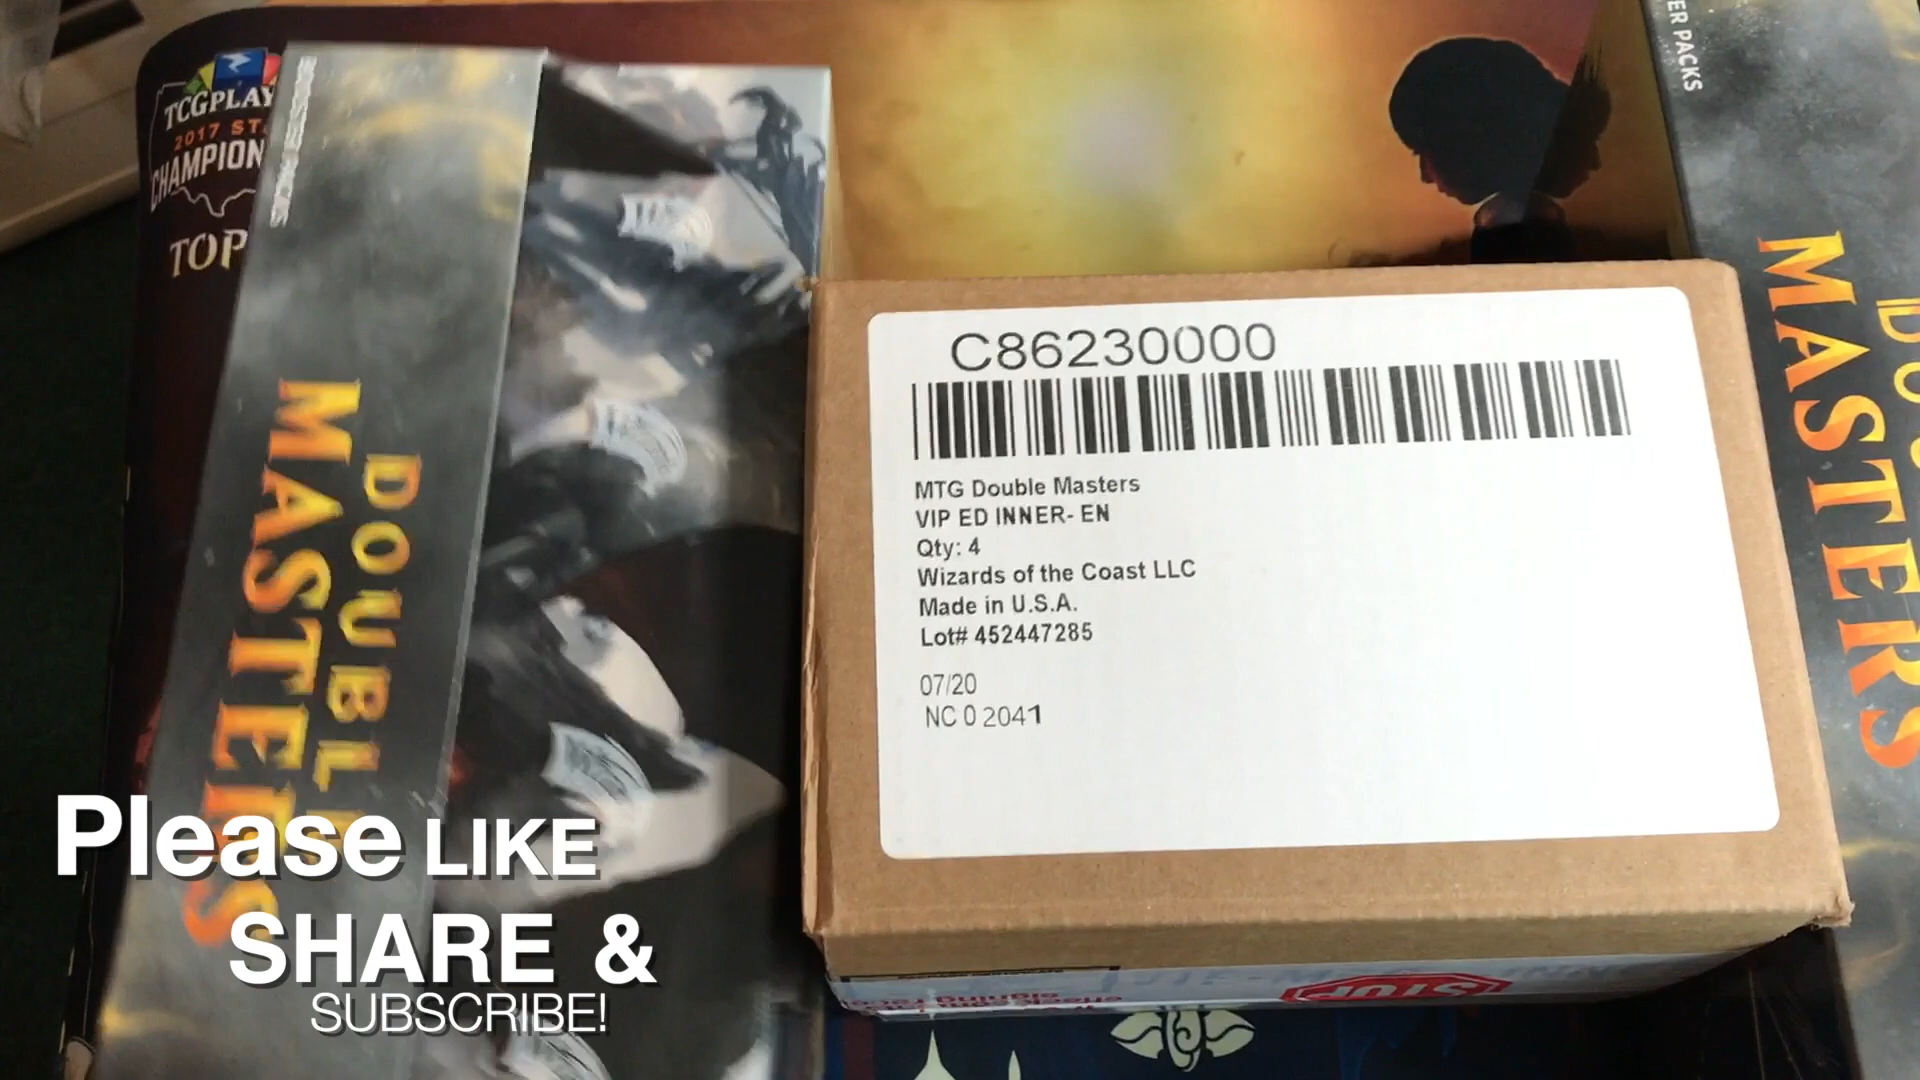 TCGPLAY
2017 ST
CHAMPION
TOP
DOUBLE
MASTERS
C86230000
MTG Double Masters
VIP ED INNER- EN
Qty: 4
Wizards of the Coast LLC
Made in U.S.A.
Lot# 452447285
07/20
NC 0 2041
STOP
ER PACKS
DOU
MASTERS
Please LIKE
SHARE &
SUBSCRIBE!